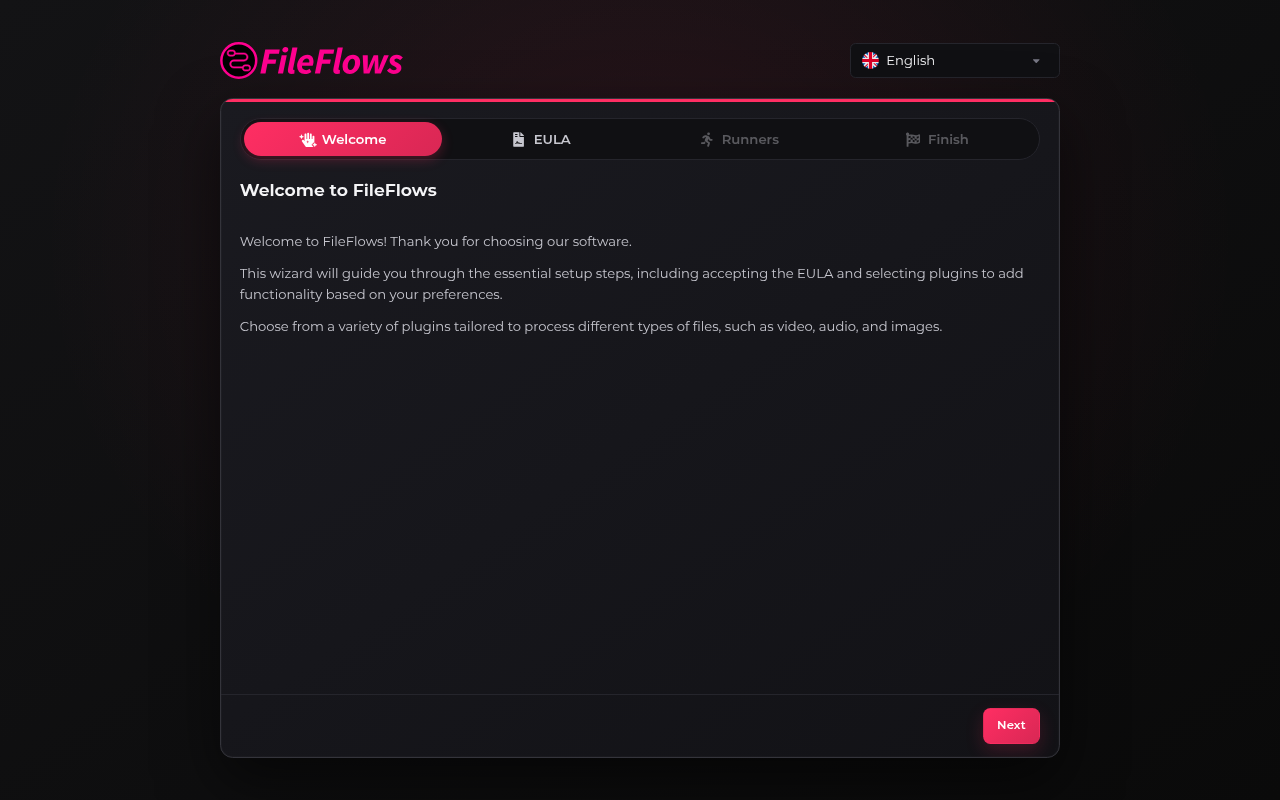 FileFlows
English
Welcome
EULA
Runners
Finish
Welcome to FileFlows
Welcome to FileFlows! Thank you for choosing our software.
This wizard will guide you through the essential setup steps, including accepting the EULA and selecting plugins to add
functionality based on your preferences.
Choose from a variety of plugins tailored to process different types of files, such as video, audio, and images.
Next